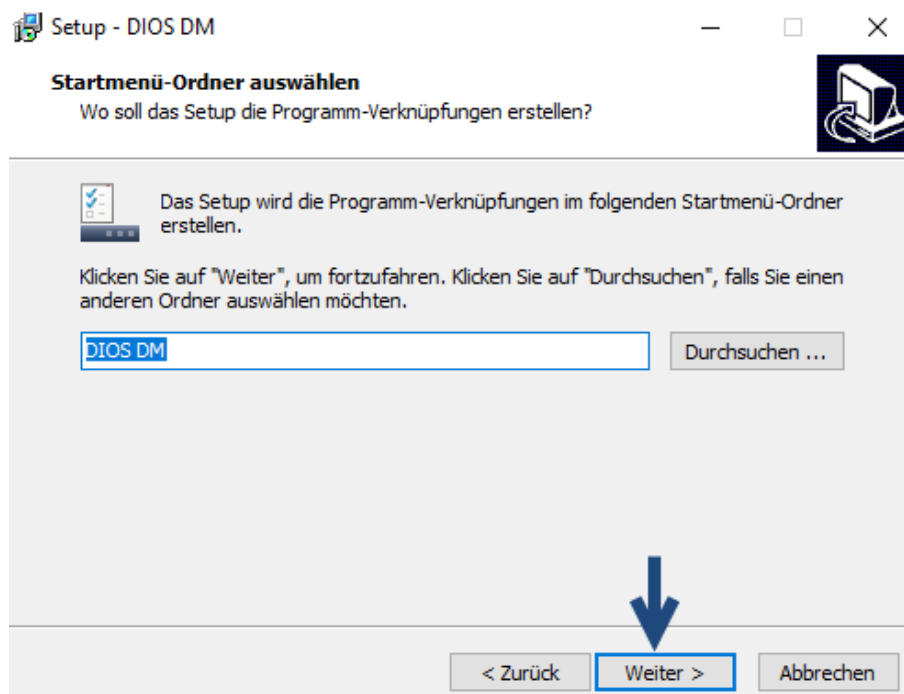 Setup - DIOS DM
Startmenü-Ordner auswählen
Wo soll das Setup die Programm-Verknüpfungen erstellen?
Das Setup wird die Programm-Verknüpfungen im folgenden Startmenü-Ordner
erstellen.
Klicken Sie auf "Weiter", um fortzufahren. Klicken Sie auf "Durchsuchen", falls Sie einen
anderen Ordner auswählen möchten.
DIOS DM
Durchsuchen ...
< Zurück
Weiter >
Abbrechen